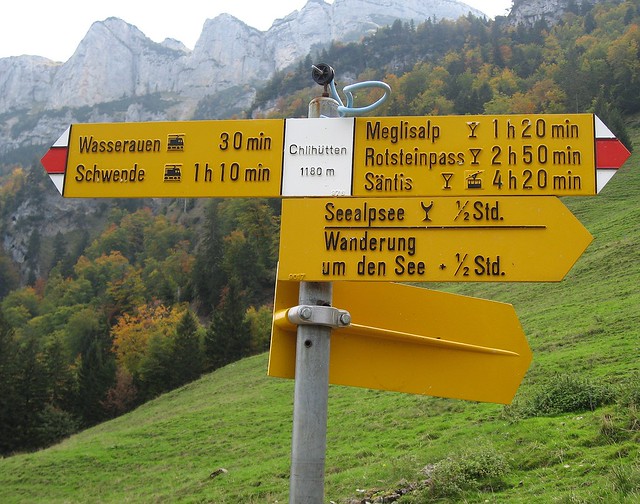 Wasserauen 30 min
Schwende 1 h 10 min
Chlihütten
1180 m
Meglisalp 1 h 20 min
Rotsteinpass 2 h 50 min
Säntis 4 h 20 min
Seealpsee ½ Std.
Wanderung
um den See + ½ Std.